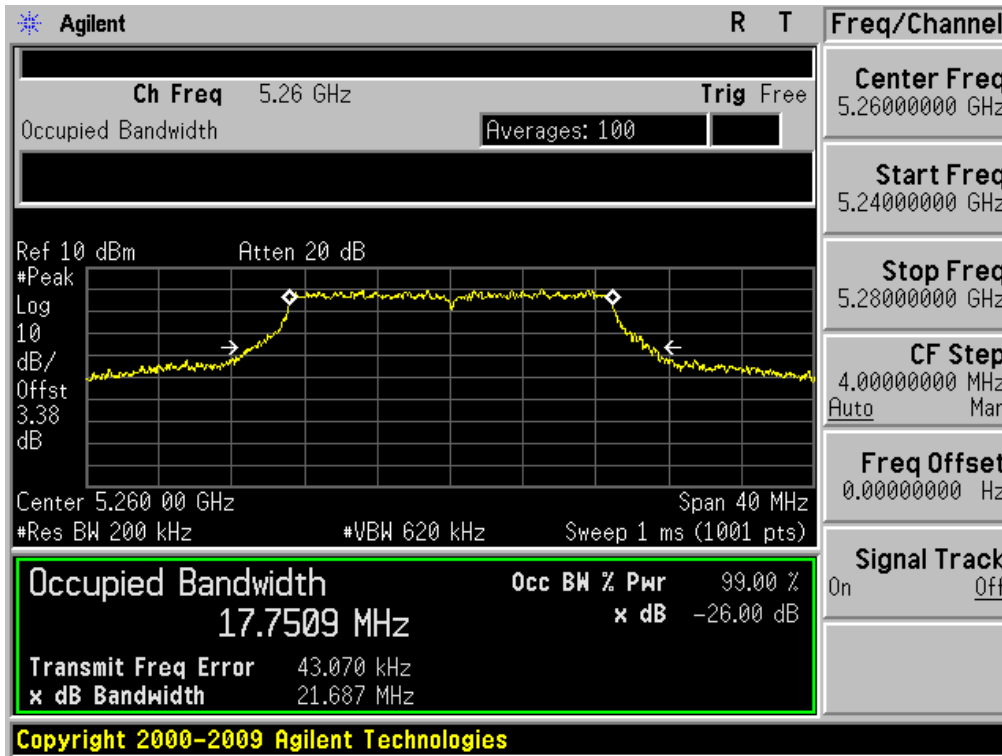 Agilent R T
Freq/Channel
Ch Freq 5.26 GHz Trig Free
Occupied Bandwidth Averages: 100
Ref 10 dBm Atten 20 dB
#Peak
Log
10
dB/
Offst
3.38
dB
Center 5.260 00 GHz Span 40 MHz
#Res BW 200 kHz #VBW 620 kHz Sweep 1 ms (1001 pts)
Occupied Bandwidth
17.7509 MHz
Occ BW % Pwr 99.00 %
x dB -26.00 dB
Transmit Freq Error 43.070 kHz
x dB Bandwidth 21.687 MHz
Center Freq
5.26000000 GHz
Start Freq
5.24000000 GHz
Stop Freq
5.28000000 GHz
CF Step
4.00000000 MHz
Auto Man
Freq Offset
0.00000000 Hz
Signal Track
On Off
Copyright 2000-2009 Agilent Technologies